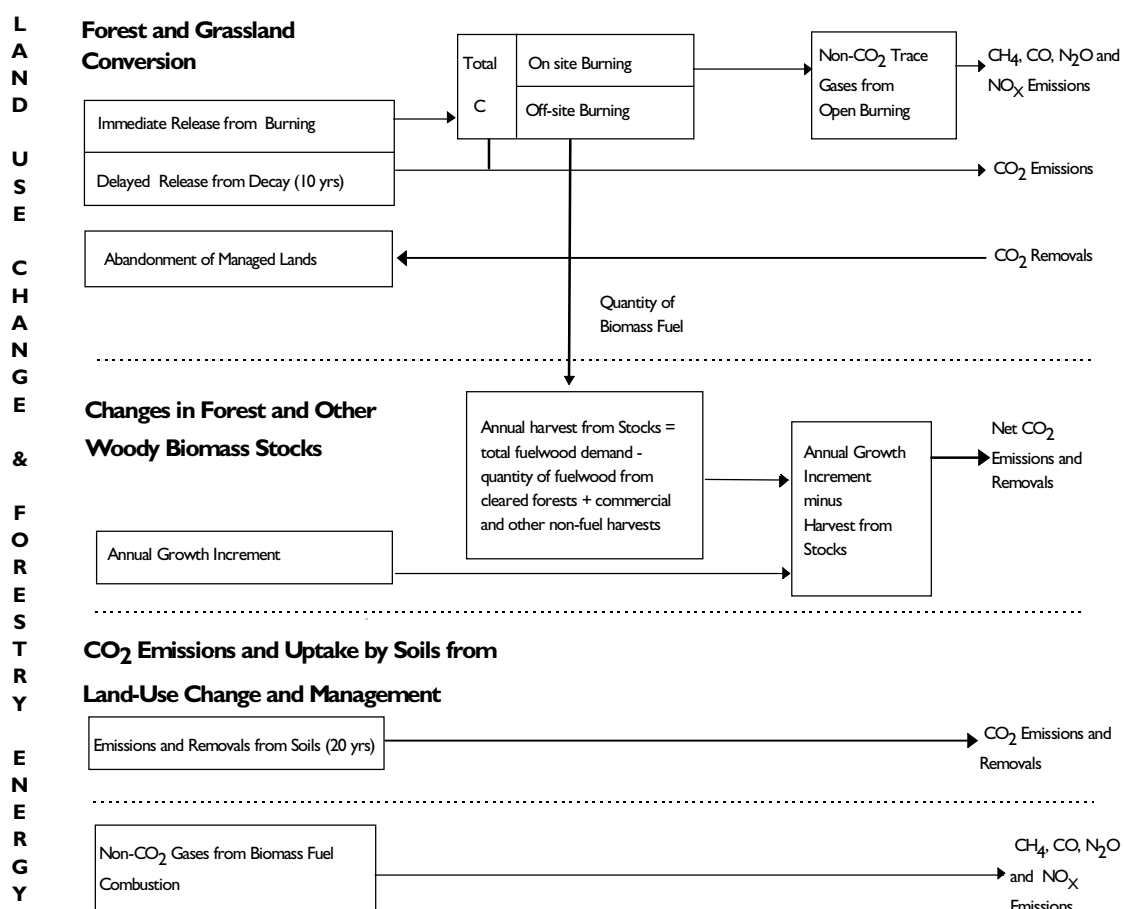 LAND USE CHANGE & FORESTRY ENERGY
Forest and Grassland
Conversion
Total
C
On site Burning
Off-site Burning
Non-CO2 Trace
Gases from
Open Burning
CH4, CO, N2O and
NOX Emissions
Immediate Release from Burning
Delayed Release from Decay (10 yrs)
CO2 Emissions
Abandonment of Managed Lands
CO2 Removals
Quantity of
Biomass Fuel
Changes in Forest and Other
Woody Biomass Stocks
Annual harvest from Stocks =
total fuelwood demand -
quantity of fuelwood from
cleared forests + commercial
and other non-fuel harvests
Annual Growth
Increment
minus
Harvest from
Stocks
Net CO2
Emissions and
Removals
Annual Growth Increment
CO2 Emissions and Uptake by Soils from
Land-Use Change and Management
Emissions and Removals from Soils (20 yrs)
CO2 Emissions and
Removals
Non-CO2 Gases from Biomass Fuel
Combustion
CH4, CO, N2O
and NOX
Emissions